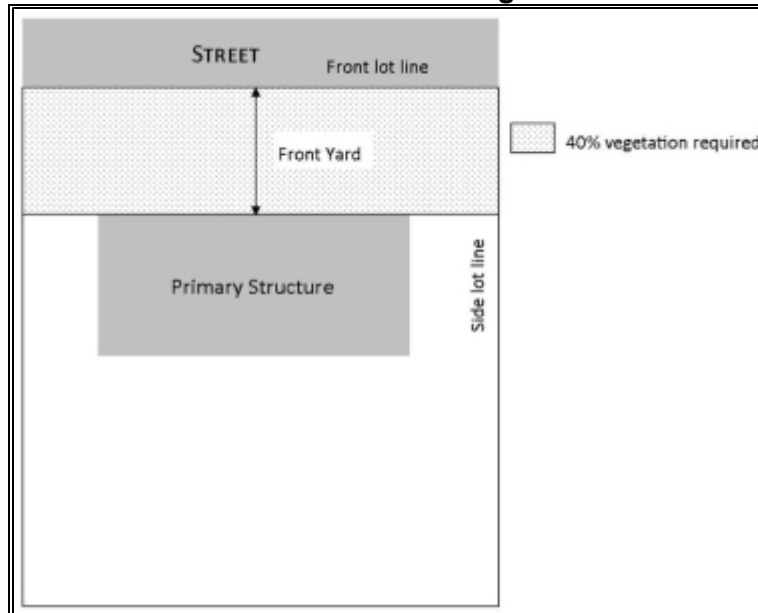 STREET
Front lot line
Front Yard
40% vegetation required
Primary Structure
Side lot line